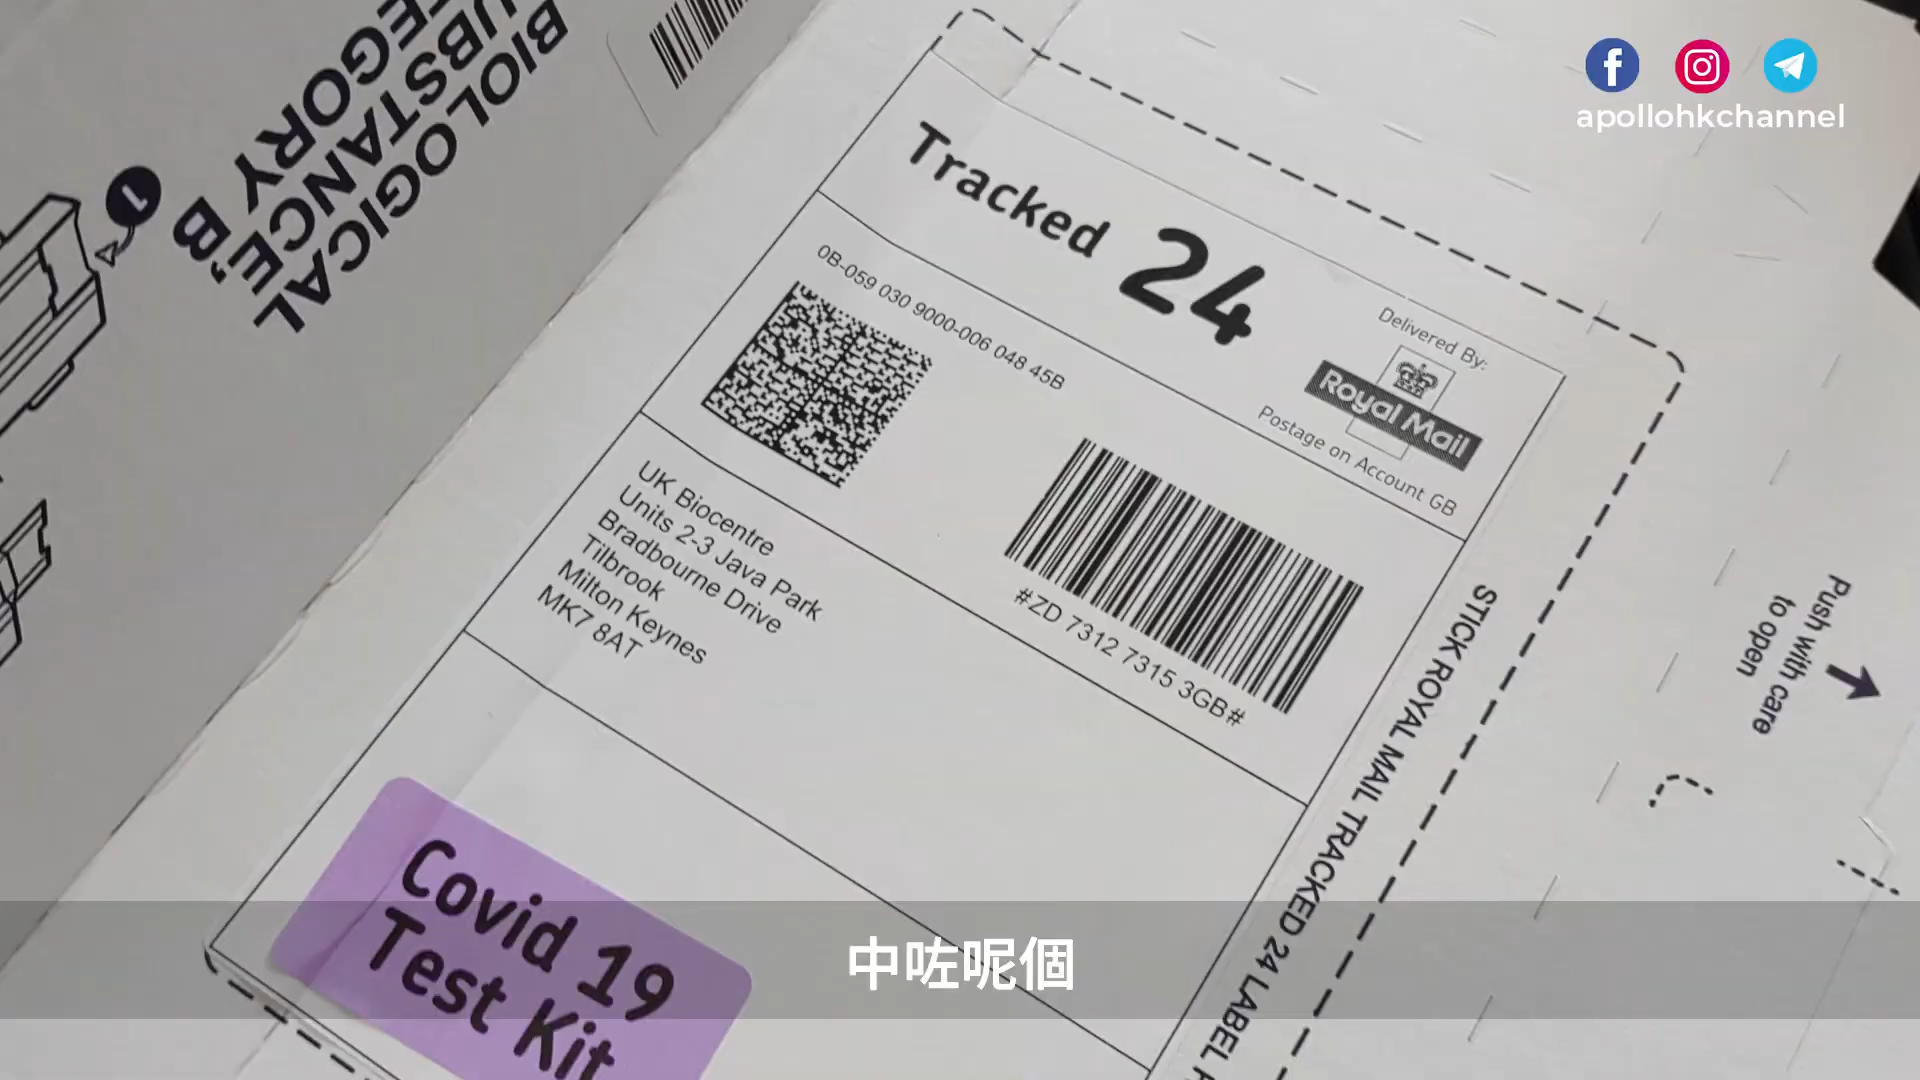 BIOLOGICAL
SUBSTANCE,
B
1
apollohkchannel
Tracked 24
Delivered By:
Royal Mail
Postage on Account GB
0B-059 030 9000-006 048 45B
#ZD 7312 7315 3GB#
UK Biocentre
Units 2-3 Java Park
Bradbourne Drive
Tilbrook
Milton Keynes
MK7 8AT
Covid 19
Test Kit
STICK ROYAL MAIL TRACKED 24 LABEL
Push with care
to open
中咗呢個